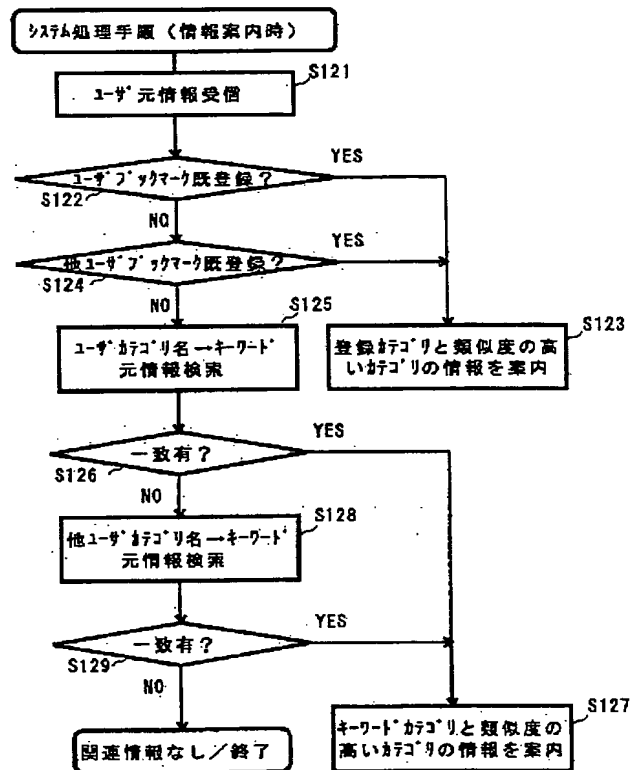 ｼｽﾃﾑ処理手順（情報案内時）
S121
ﾕｰｻﾞ元情報受信
YES
ﾕｰｻﾞﾌﾞｯｸﾏｰｸ既登録？
S122
NO
YES
他ﾕｰｻﾞﾌﾞｯｸﾏｰｸ既登録？
S124
NO
S125
S123
ﾕｰｻﾞｶﾃｺﾞﾘ名→ｷｰﾜｰﾄﾞ
元情報検索
登録ｶﾃｺﾞﾘと類似度の高
いｶﾃｺﾞﾘの情報を案内
YES
一致有？
S126
NO
S128
他ﾕｰｻﾞｶﾃｺﾞﾘ名→ｷｰﾜｰﾄﾞ
元情報検索
YES
一致有？
S129
NO
S127
関連情報なし／終了
ｷｰﾜｰﾄﾞｶﾃｺﾞﾘと類似度の
高いｶﾃｺﾞﾘの情報を案内